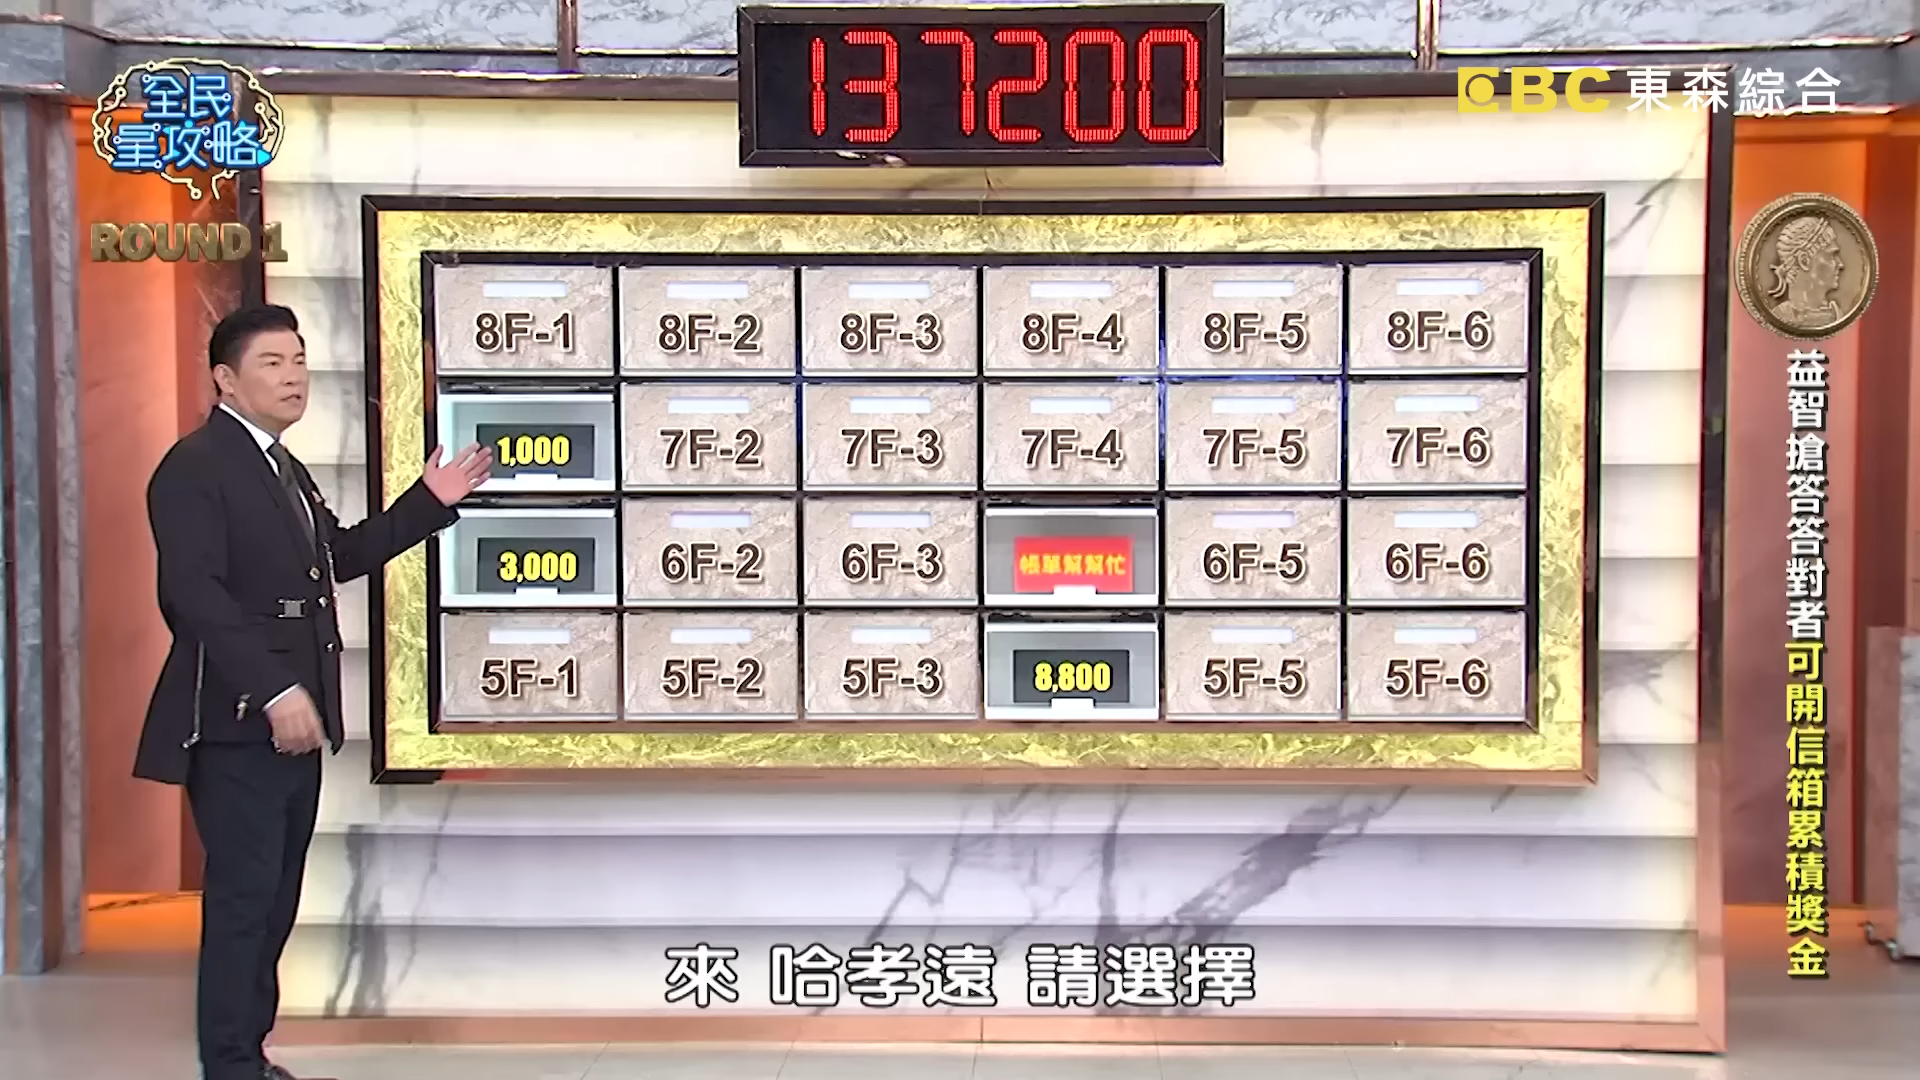 137200
EBC 東森綜合
全民
星攻略
ROUND 1
8F-1 8F-2 8F-3 8F-4 8F-5 8F-6
1,000 7F-2 7F-3 7F-4 7F-5 7F-6
3,000 6F-2 6F-3 帳單幫幫忙 6F-5 6F-6
5F-1 5F-2 5F-3 8,800 5F-5 5F-6
益智搶答答對者可開信箱累積獎金
來 哈孝遠 請選擇